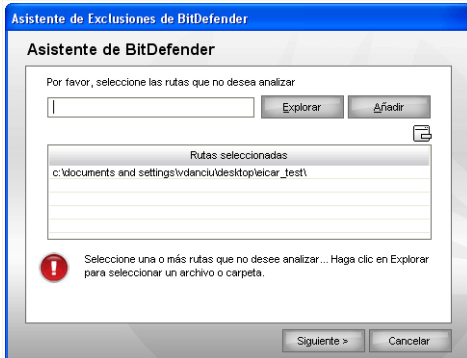 Asistente de Exclusiones de BitDefender
Asistente de BitDefender
Por favor, seleccione las rutas que no desea analizar
Explorar
Añadir
Rutas seleccionadas
c:\documents and settings\vdanciu\desktop\eicar_test\
Seleccione una o más rutas que no desee analizar... Haga clic en Explorar
para seleccionar un archivo o carpeta.
Siguiente >
Cancelar